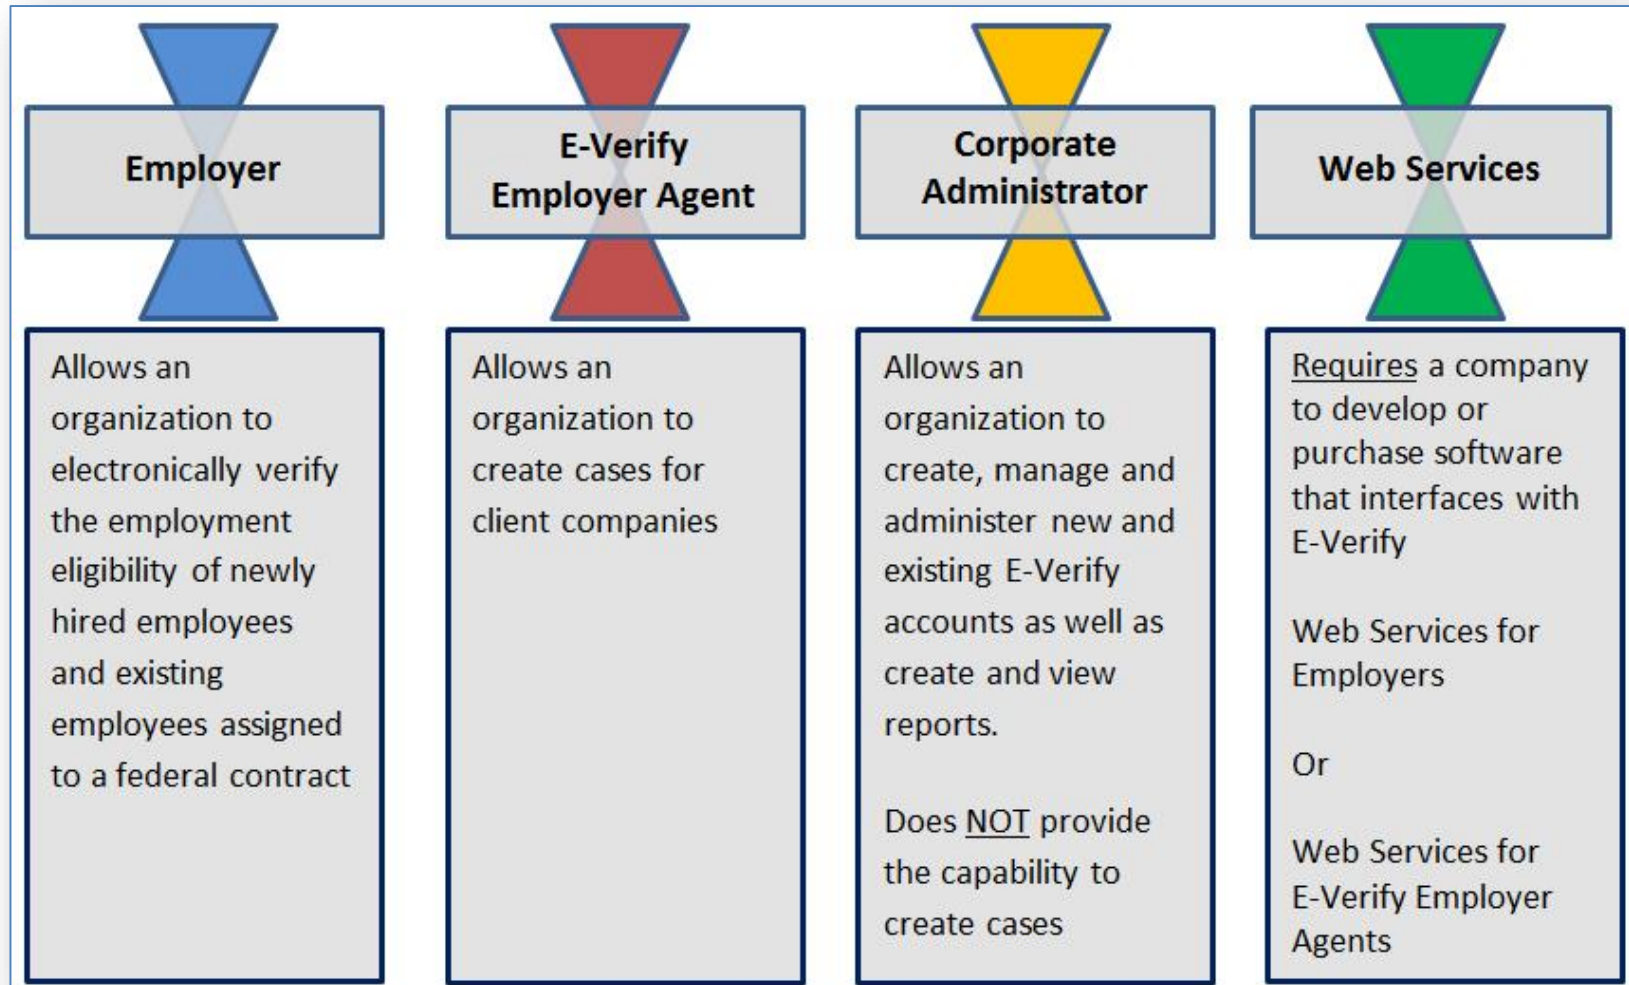 Employer
Allows an
organization to
electronically verify
the employment
eligibility of newly
hired employees
and existing
employees assigned
to a federal contract
E-Verify
Employer Agent
Allows an
organization to
create cases for
client companies
Corporate
Administrator
Allows an
organization to
create, manage and
administer new and
existing E-Verify
accounts as well as
create and view
reports.
Does NOT provide
the capability to
create cases
Web Services
Requires a company
to develop or
purchase software
that interfaces with
E-Verify
Web Services for
Employers
Or
Web Services for
E-Verify Employer
Agents